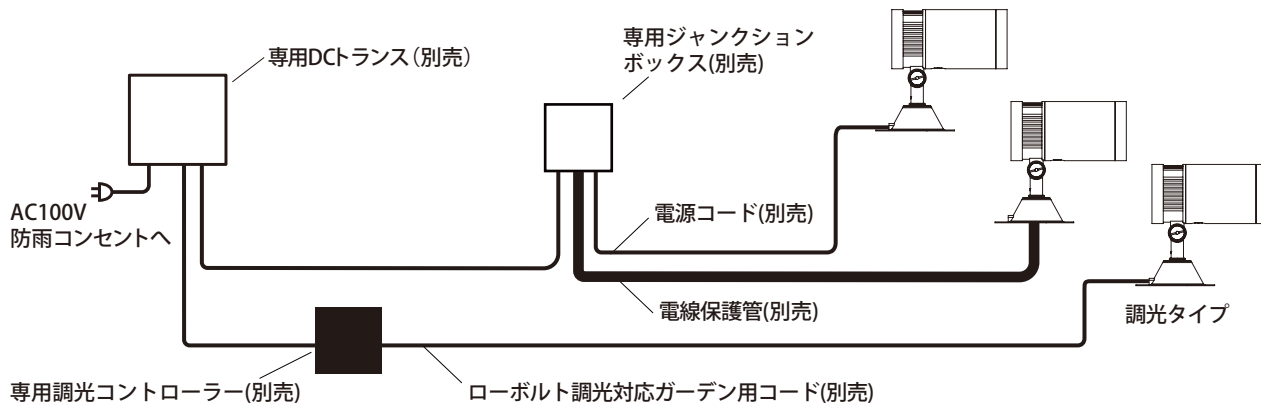 専用DCトランス（別売）
専用ジャンクション
ボックス(別売)
AC100V
防雨コンセントへ
電源コード(別売)
電線保護管(別売)
調光タイプ
専用調光コントローラー(別売)
ローボルト調光対応ガーデン用コード(別売)